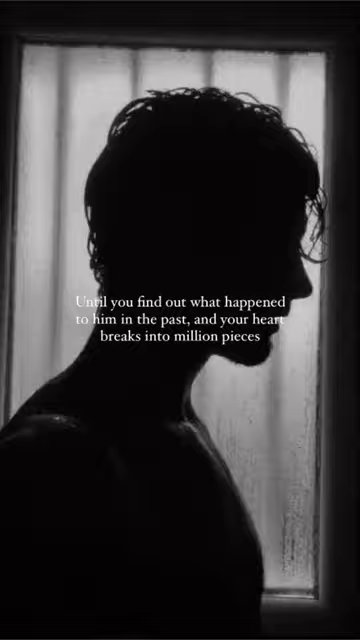 Until you find out what happened
to him in the past, and your heart
breaks into million pieces